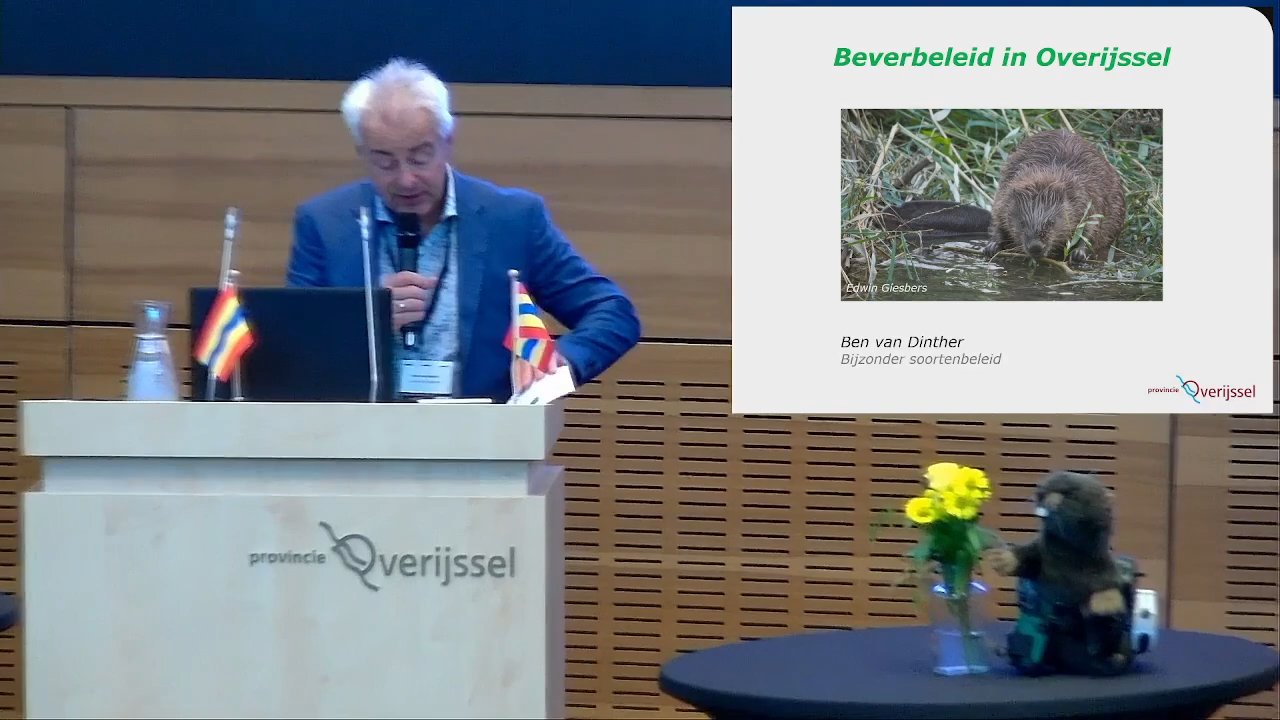 Beverbeleid in Overijssel
Edwin Giesbers
Ben van Dinther
Bijzonder soortenbeleid
provincie Overijssel
provincie Overijssel